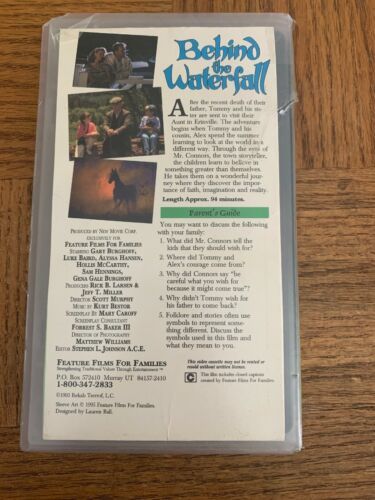 Behind
the
Waterfall
After the recent death of their
father, Tommy and his sis-
ter are sent to visit their
Aunt in Erinville. The adventure
begins when Tommy and his
cousin, Alex spend the summer
learning to look at the world in a
different way. Through the eyes of
Mr. Connors, the town storyteller,
the children learn to believe in
something greater than themselves.
He takes them on a wonderful jour-
ney where they discover the impor-
tance of faith, imagination and reality.
Length Approx. 94 minutes.
Parent's Guide
You may want to discuss the following
with your family:
1. What did Mr. Connors tell the
kids that they should wish for?
2. Where did Tommy and
Alex's courage come from?
3. Why did Connors say "be
careful what you wish for
because it might come true"?
4. Why didn't Tommy wish for
his father to come back?
5. Folklore and stories often use
symbols to represent some-
thing different. Discuss the
symbols used in this film and
what they mean to you.
This video cassette may not be rented or
resold without written license.
This film includes closed captions
created by Feature Films For Families.
PRODUCED BY NEW MOVIE CORP.
EXCLUSIVELY FOR
FEATURE FILMS FOR FAMILIES
STARRING GARY BURGHOFF,
LUKE BAIRD, ALYSSA HANSEN,
HOLLIS MCCARTHY,
SAM HENNINGS,
GENA GALE BURGHOFF
PRODUCERS RICK B. LARSEN &
JEFF T. MILLER
DIRECTOR SCOTT MURPHY
MUSIC BY KURT BESTOR
SCREENPLAY BY MARY CAROFF
SCREENPLAY CONSULTANT
FORREST S. BAKER III
DIRECTOR OF PHOTOGRAPHY
MATTHEW WILLIAMS
EDITOR STEPHEN L. JOHNSON A.C.E.
FEATURE FILMS FOR FAMILIES
Strengthening Traditional Values Through Entertainment™
P.O. BOX 572410 MURRAY UT 84157-2410
1-800-347-2833
©1993 Rekab Tserrof, L.C.
Sleeve Art © 1995 Feature Films For Families.
Designed by Lauren Ball.